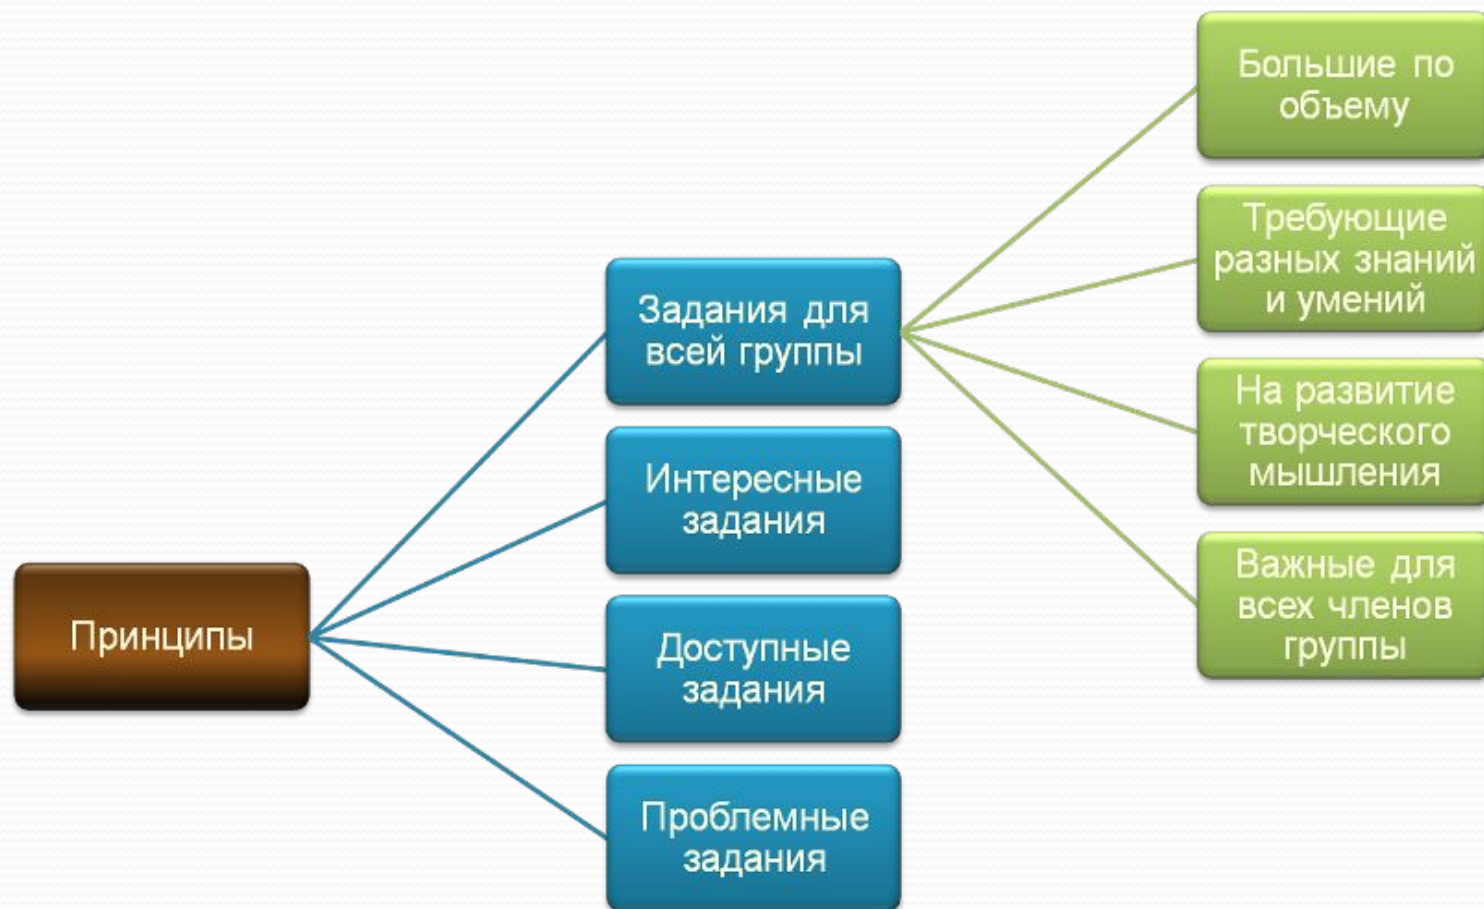 Принципы
Задания для
всей группы
Интересные
задания
Доступные
задания
Проблемные
задания
Большие по
объему
Требующие
разных знаний
и умений
На развитие
творческого
мышления
Важные для
всех членов
группы